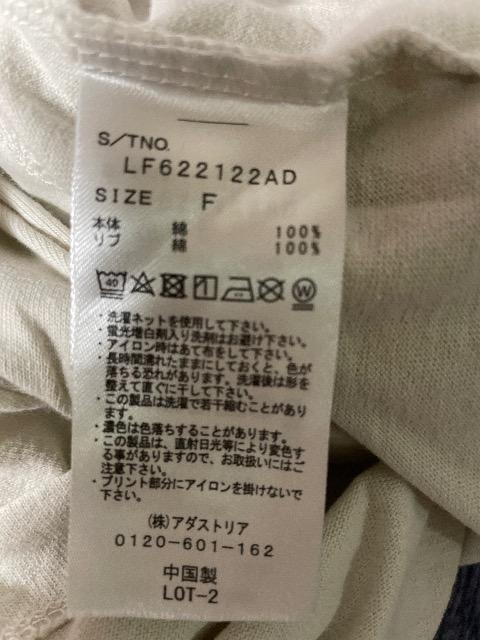 S/TNO.
LF622122AD
SIZE F
本体 綿 100%
リブ 綿 100%
40
W
・洗濯ネットを使用して下さい。
・蛍光増白剤入り洗剤はお避け下さい。
・アイロン時はあて布をして下さい。
・長時間濡れたままにしておくと、色が
落ちる恐れがあります。洗濯後は形を
整えて直ぐに干して下さい。
・この製品は洗濯で若干縮むことがあり
ます。
・濃色は色落ちすることがあります。
・この製品は、直射日光等により変色す
る事がありますので、お取扱いにはご
注意下さい。
・プリント部分にアイロンを掛けないで
下さい。
(株)アダストリア
0120-601-162
中国製
LOT-2